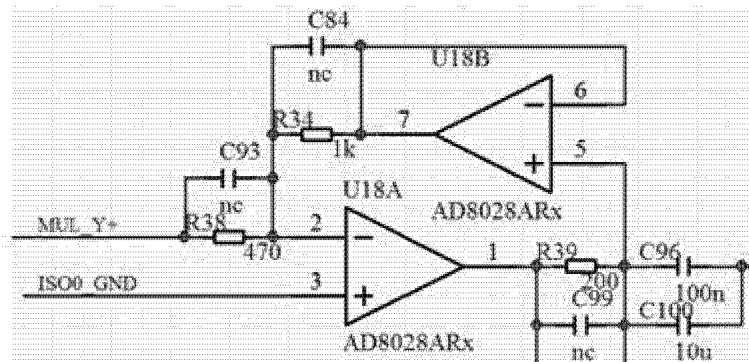 C84
U18B
nc
6
R34
7
1k
5
C93
U18A
nc
AD8028ARx
MUL_Y+
R38
470
2
1
R39
C96
200
100n
ISO0_GND
3
C99
C100
AD8028ARx
nc
10u